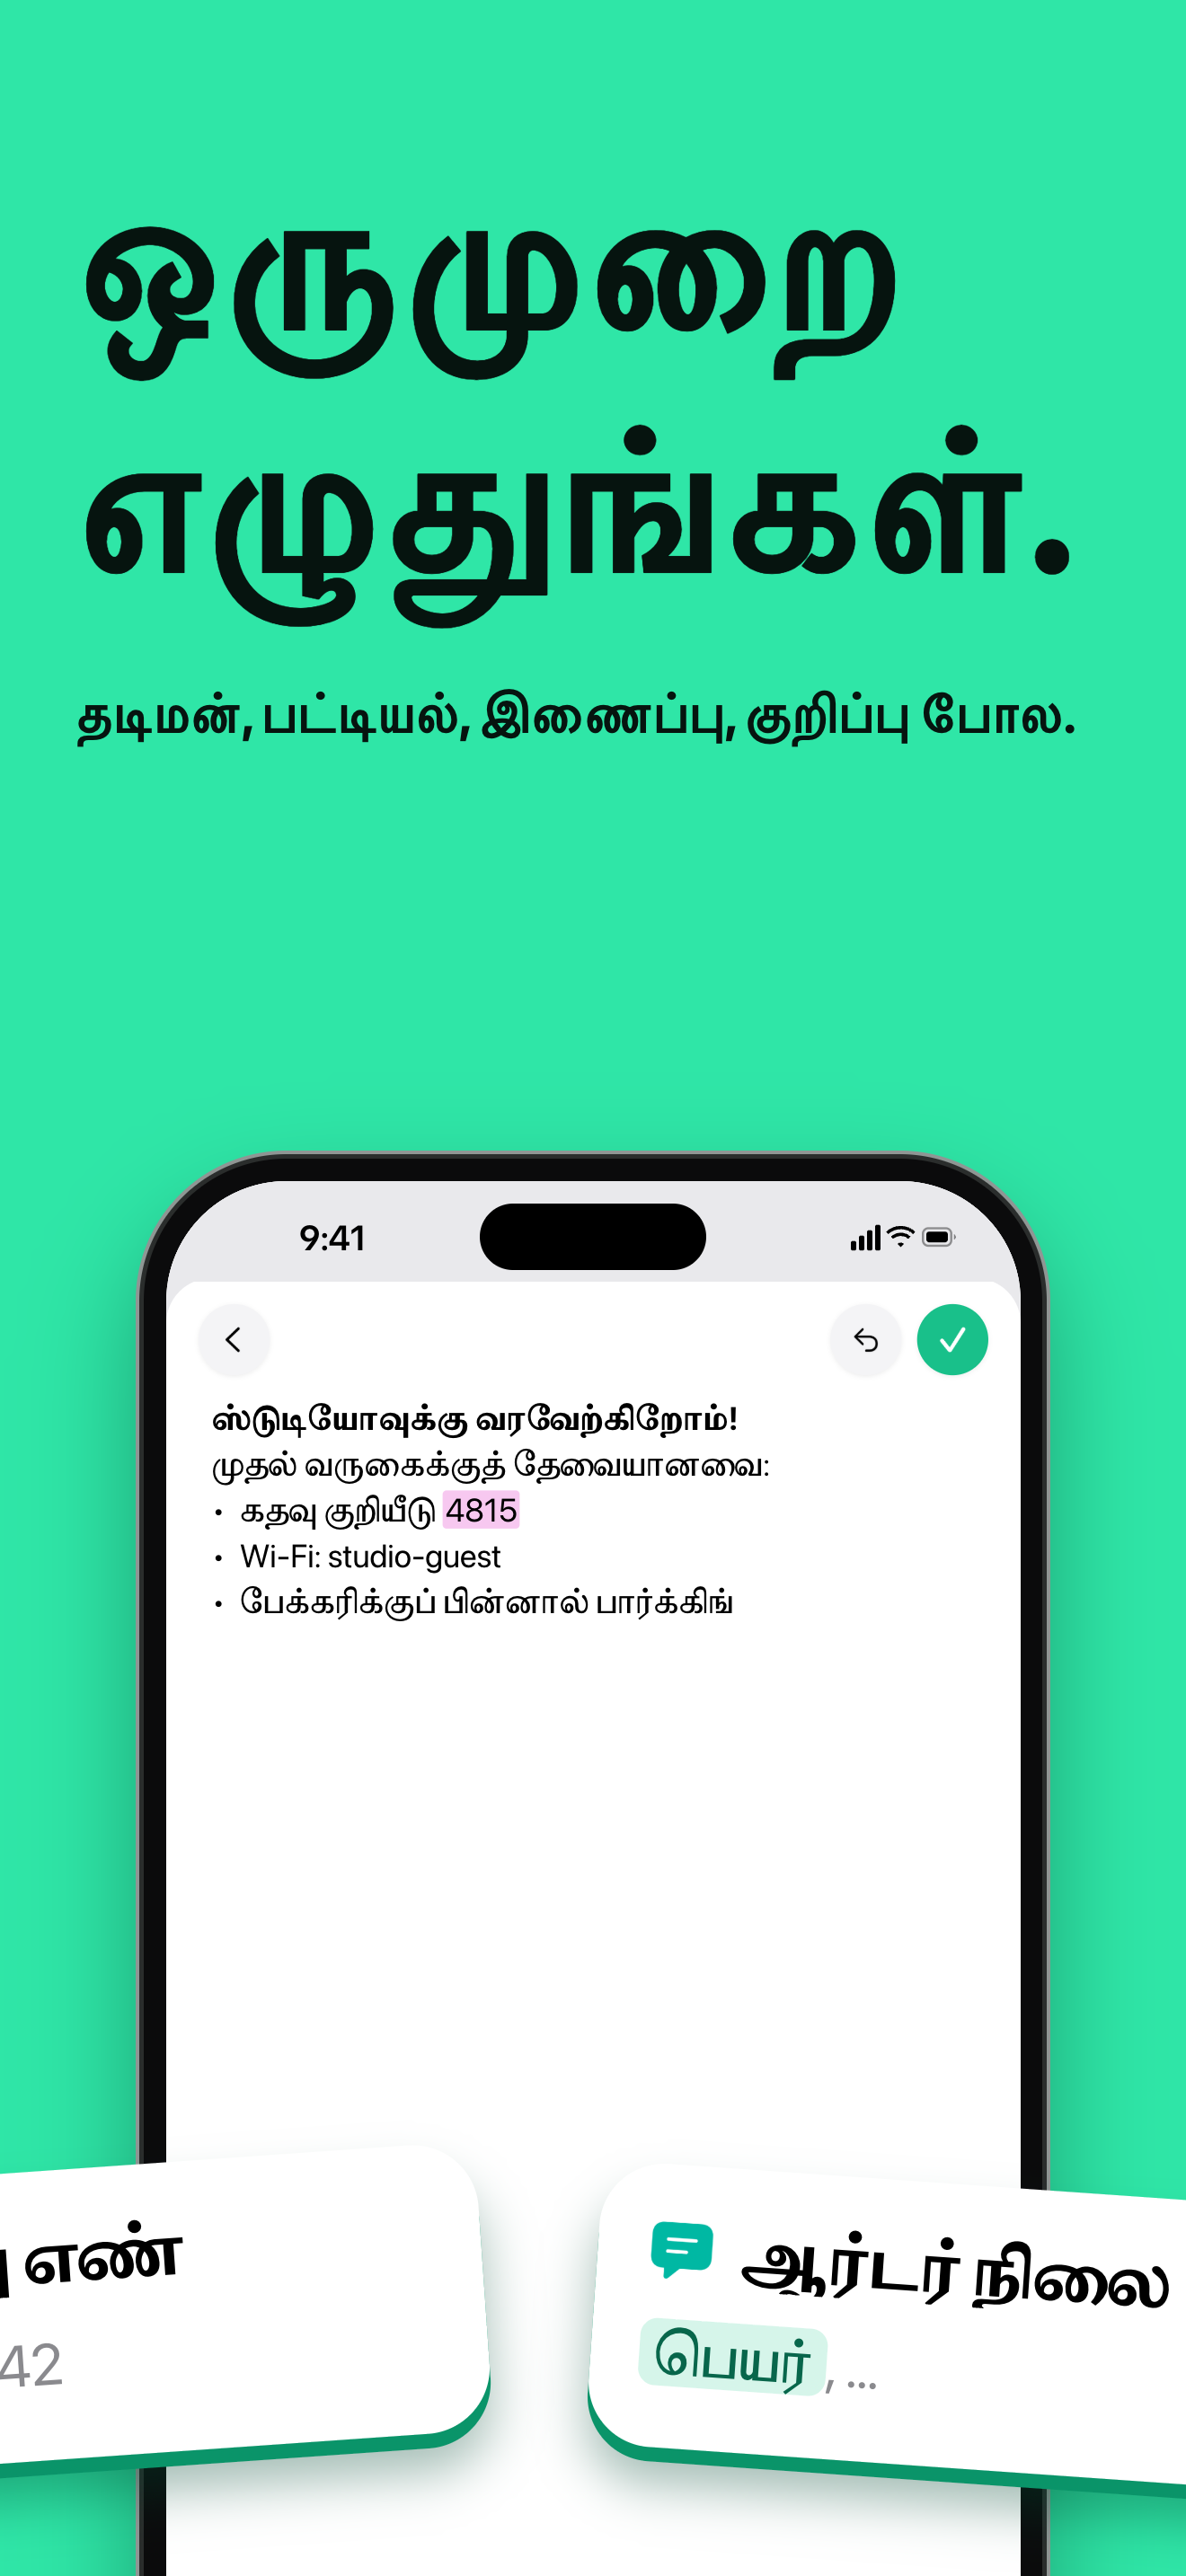 ஒருமுறை
எழுதுங்கள்.
தடிமன், பட்டியல், இணைப்பு, குறிப்பு போல.
9:41
ஸ்டுடியோவுக்கு வரவேற்கிறோம்!
முதல் வருகைக்குத் தேவையானவை:
• கதவு குறியீடு 4815
• Wi-Fi: studio-guest
• பேக்கரிக்குப் பின்னால் பார்க்கிங்
எண்
42
ஆர்டர் நிலை
பெயர், ...